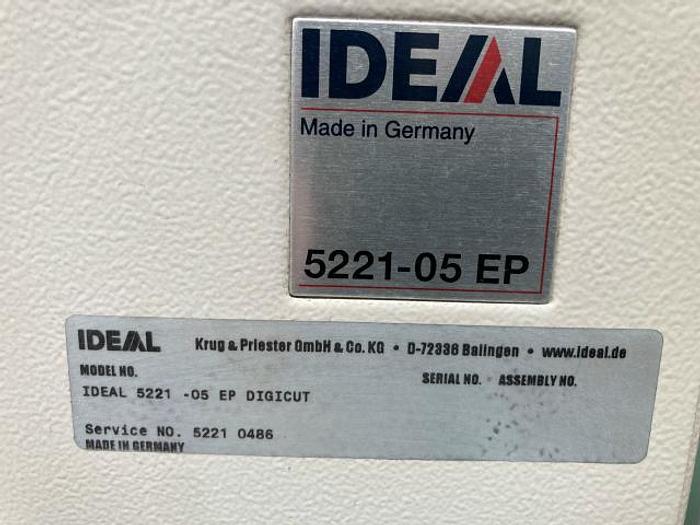 IDEAL
Made in Germany
5221-05 EP
IDEAL Krug & Priester GmbH & Co. KG • D-72336 Balingen • www.ideal.de
MODEL NO. SERIAL NO. ASSEMBLY NO.
IDEAL 5221 -05 EP DIGICUT
Service NO. 5221 0486
MADE IN GERMANY